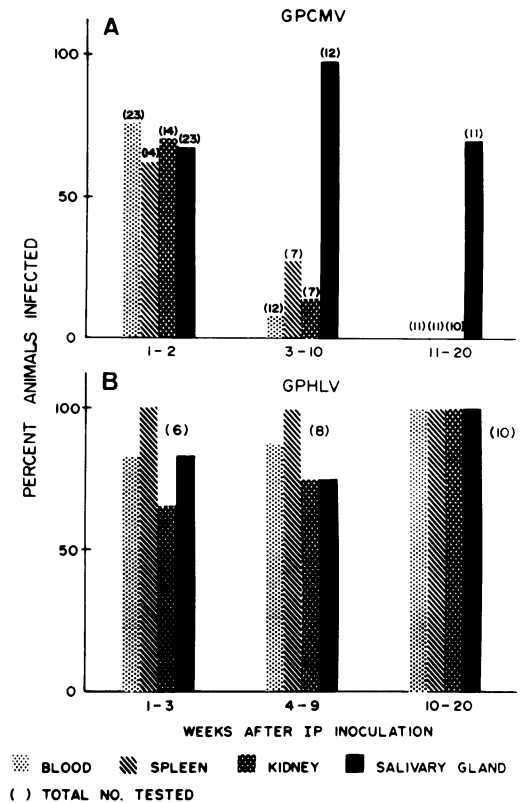 A GPCMV
PERCENT ANIMALS INFECTED
100
50
0
(23) (14) (14) (23)
(12) (7) (7) (12)
(11) (11) (10) (11)
1-2 3-10 11-20
B GPHLV
100
50
0
(6) (8) (10)
1-3 4-9 10-20
WEEKS AFTER IP INOCULATION
BLOOD SPLEEN KIDNEY SALIVARY GLAND
( ) TOTAL NO. TESTED